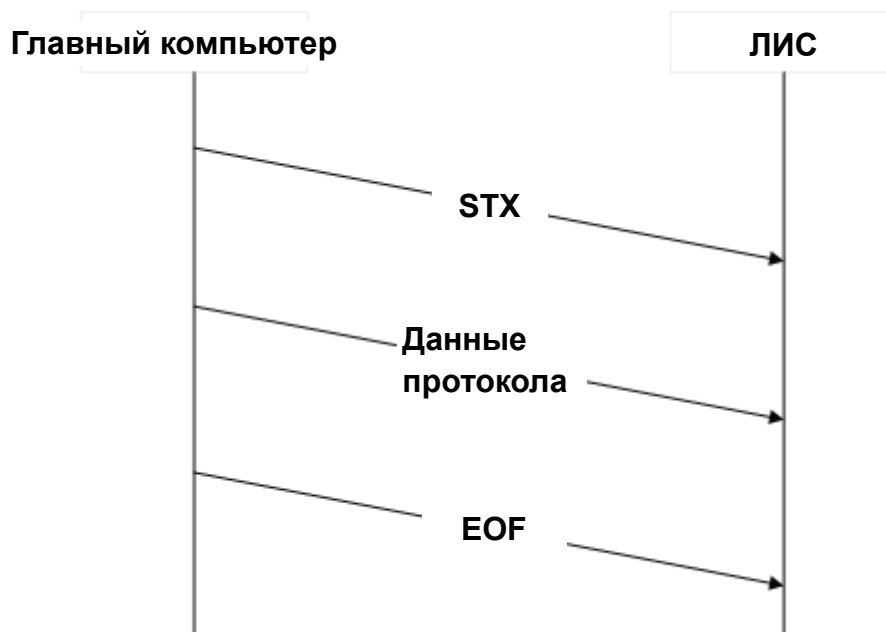 Главный компьютер
ЛИС
STX
Данные
протокола
EOF